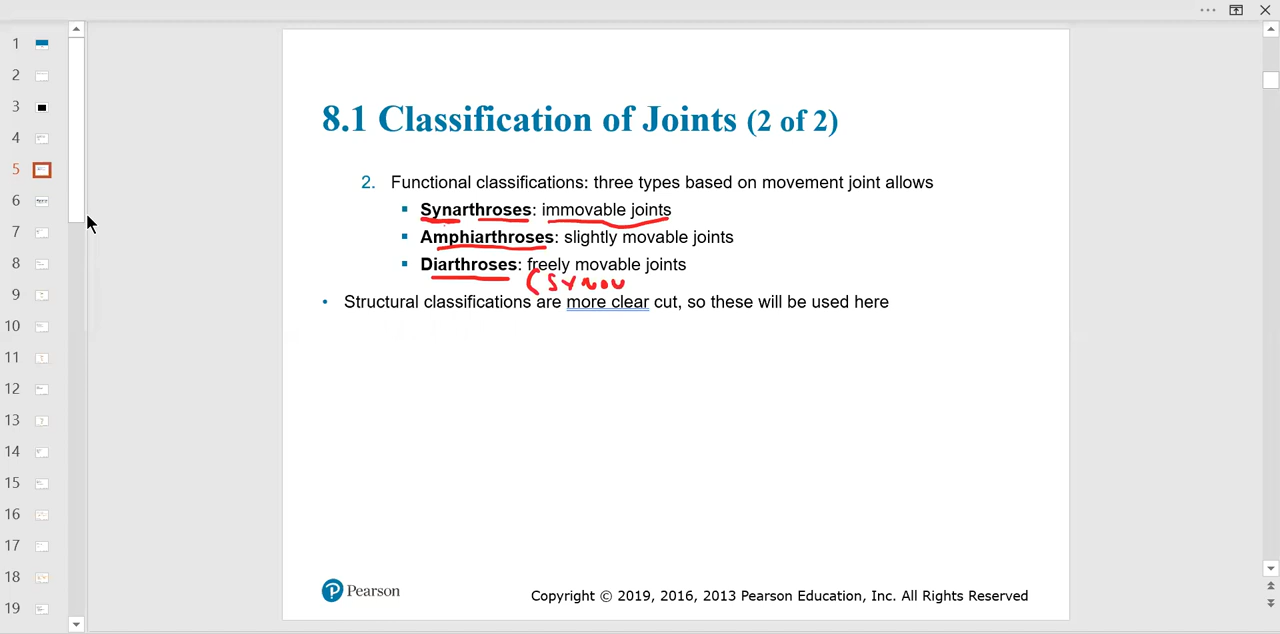 1
2
3
4
5
6
7
8
9
10
11
12
13
14
15
16
17
18
19
8.1 Classification of Joints (2 of 2)
2. Functional classifications: three types based on movement joint allows
▪ Synarthroses: immovable joints
▪ Amphiarthroses: slightly movable joints
▪ Diarthroses: freely movable joints
(synov
• Structural classifications are more clear cut, so these will be used here
P Pearson
Copyright © 2019, 2016, 2013 Pearson Education, Inc. All Rights Reserved